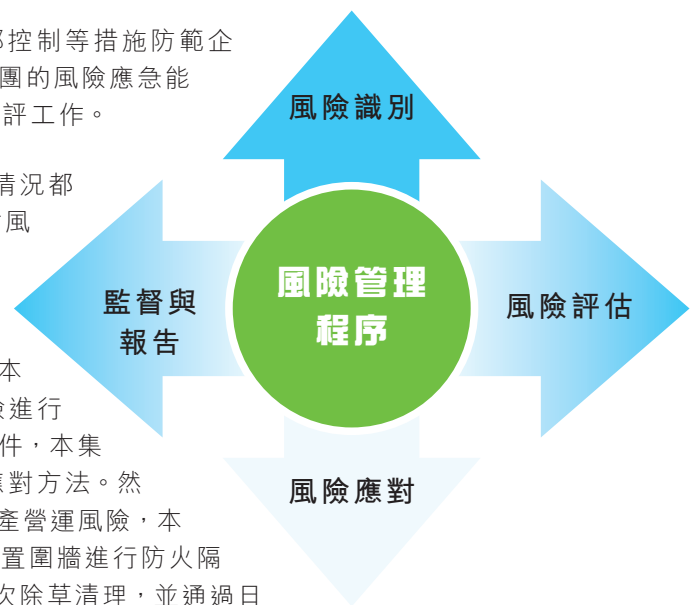 部控制等措施防範企
團的風險應急能
評工作。
情況都
風
本
險進行
件，本集
應對方法。然
產營運風險，本
置圍牆進行防火隔
次除草清理，並通過日
風險識別
風險管理
程序
監督與
報告
風險評估
風險應對